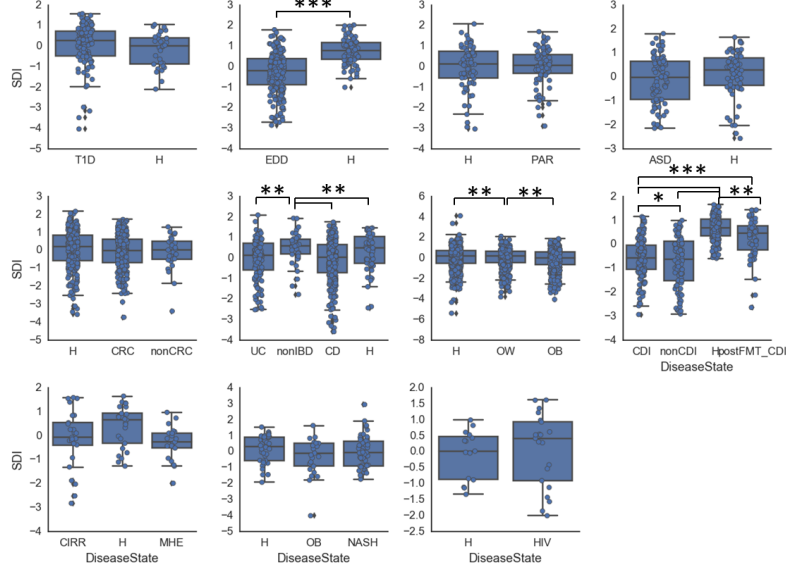 ***
3 2 1 0 −1 −2 −3 −4 −5
SDI
T1D H
3 2 1 0 −1 −2 −3 −4
EDD H
3 2 1 0 −1 −2 −3 −4
H PAR
3 2 1 0 −1 −2 −3
ASD H
*** 
** ** ** ** * **
3 2 1 0 −1 −2 −3 −4 −5
SDI
H CRC nonCRC
3 2 1 0 −1 −2 −3 −4
UC nonIBD CD H
6 4 2 0 −2 −4 −6 −8
H OW OB
2 1 0 −1 −2 −3 −4
CDI nonCDI HpostFMT_CDI
DiseaseState
2 1 0 −1 −2 −3 −4
SDI
CIRR H MHE
DiseaseState
4 3 2 1 0 −1 −2 −3 −4 −5
H OB NASH
DiseaseState
2.0 1.5 1.0 0.5 0.0 −0.5 −1.0 −1.5 −2.0 −2.5
H HIV
DiseaseState